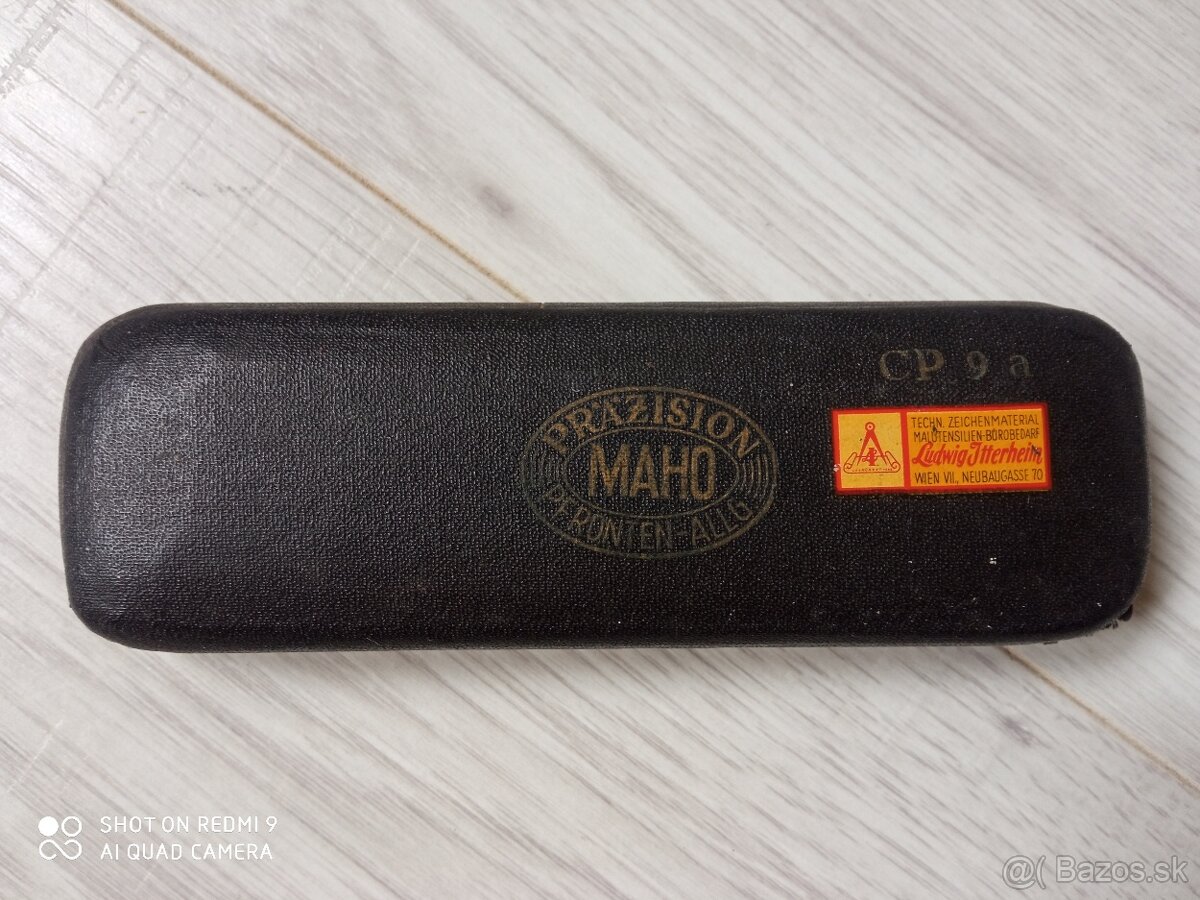 CP 9 a
PRÄZISION
MAHO
PFRONTEN-ALLG.
TECHN. ZEICHENMATERIAL
MALUTENSILIEN-BÜROBEDARF
Ludwig Itterheim
WIEN VII., NEUBAUGASSE 70
A
4
SHOT ON REDMI 9
AI QUAD CAMERA
@( Bazos.sk